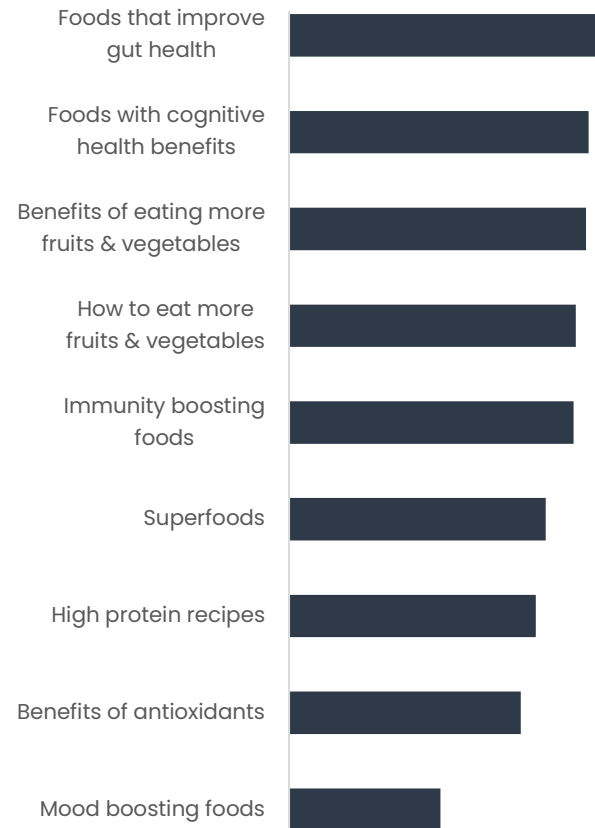 Foods that improve
gut health
Foods with cognitive
health benefits
Benefits of eating more
fruits & vegetables
How to eat more
fruits & vegetables
Immunity boosting
foods
Superfoods
High protein recipes
Benefits of antioxidants
Mood boosting foods